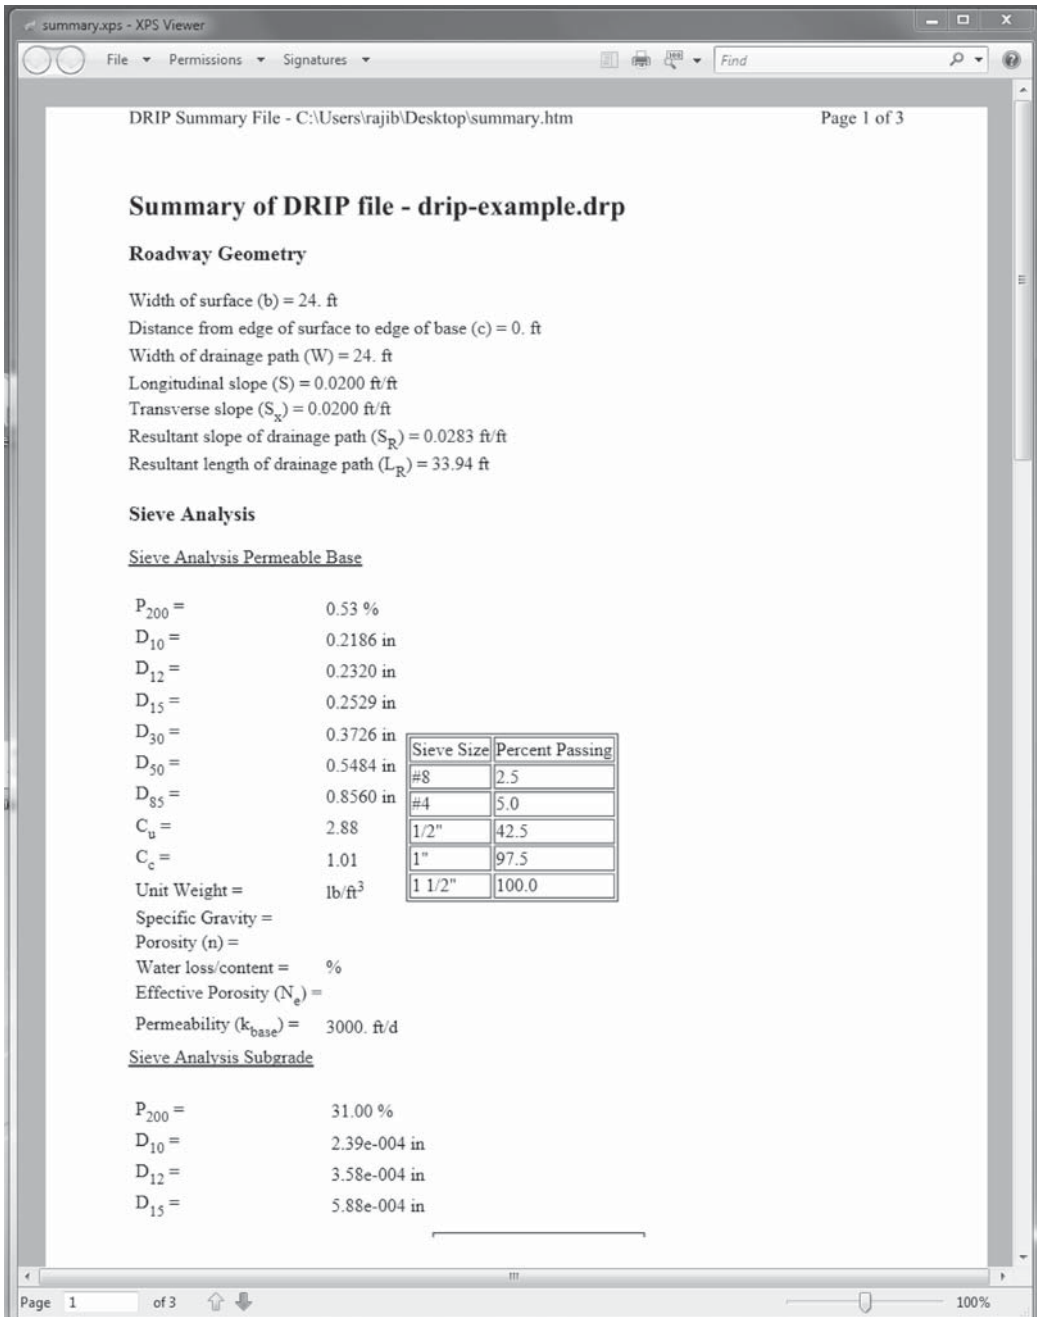 summary.xps - XPS Viewer
File Permissions Signatures Find
DRIP Summary File - C:\Users\rajib\Desktop\summary.htm Page 1 of 3
Summary of DRIP file - drip-example.drp
Roadway Geometry
Width of surface (b) = 24. ft
Distance from edge of surface to edge of base (c) = 0. ft
Width of drainage path (W) = 24. ft
Longitudinal slope (S) = 0.0200 ft/ft
Transverse slope (Sx) = 0.0200 ft/ft
Resultant slope of drainage path (SR) = 0.0283 ft/ft
Resultant length of drainage path (LR) = 33.94 ft
Sieve Analysis
Sieve Analysis Permeable Base
P200 = 0.53 %
D10 = 0.2186 in
D12 = 0.2320 in
D15 = 0.2529 in
D30 = 0.3726 in
D50 = 0.5484 in
D85 = 0.8560 in
Cu = 2.88
Cc = 1.01
Unit Weight = lb/ft3
Specific Gravity =
Porosity (n) =
Water loss/content = %
Effective Porosity (Ne) =
Permeability (kbase) = 3000. ft/d
Sieve Size Percent Passing
#8 2.5
#4 5.0
1/2" 42.5
1" 97.5
1 1/2" 100.0
Sieve Analysis Subgrade
P200 = 31.00 %
D10 = 2.39e-004 in
D12 = 3.58e-004 in
D15 = 5.88e-004 in
Page 1 of 3 100%